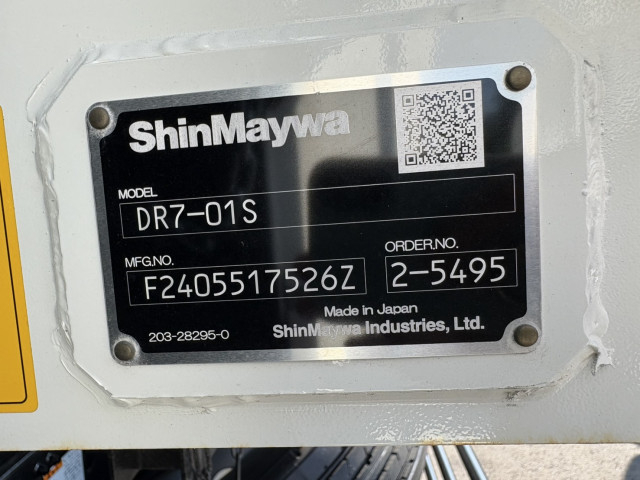 ShinMaywa
MODEL
DR7-01S
MFG.NO.
ORDER.NO.
F2405517526Z
2-5495
Made in Japan
203-28295-0
ShinMaywa Industries, Ltd.